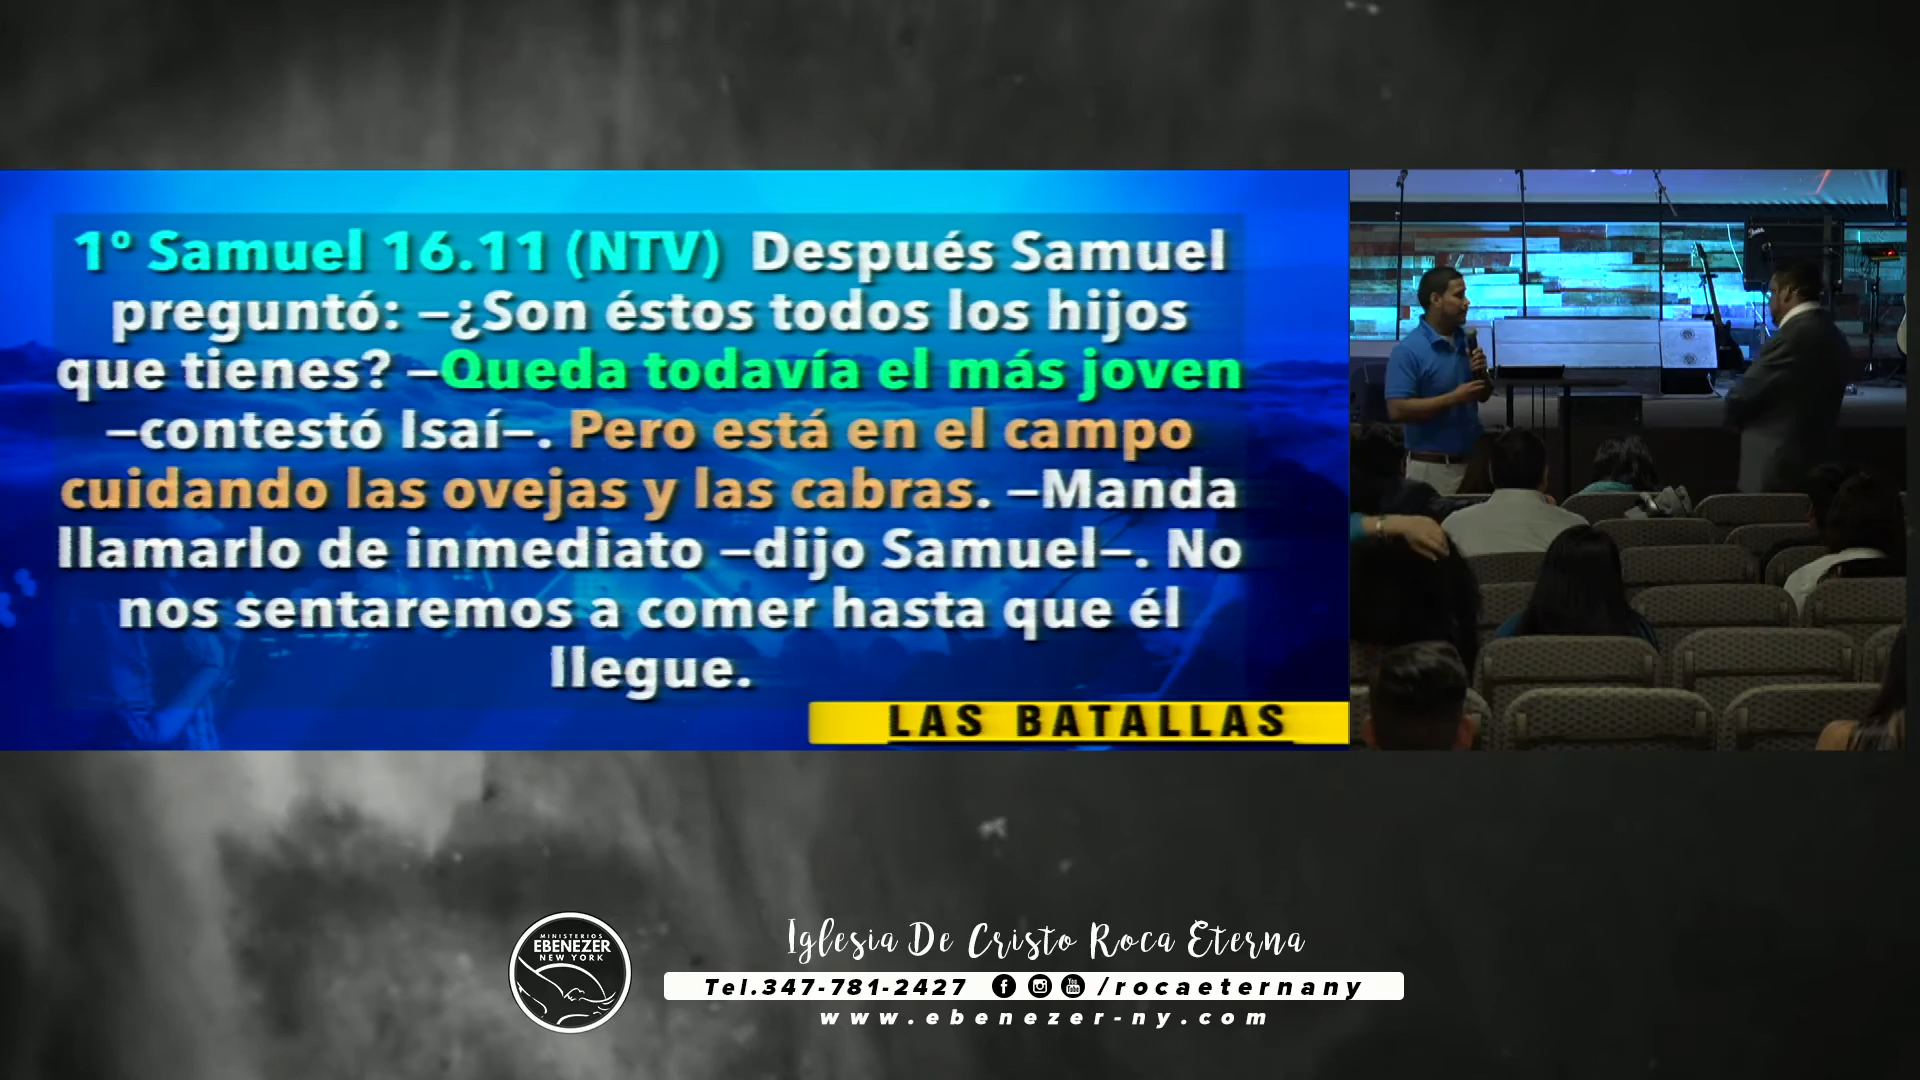 1º Samuel 16.11 (NTV) Después Samuel
preguntó: –¿Son éstos todos los hijos
que tienes? –Queda todavía el más joven
–contestó Isaí–. Pero está en el campo
cuidando las ovejas y las cabras. –Manda
llamarlo de inmediato –dijo Samuel–. No
nos sentaremos a comer hasta que él
llegue.
LAS BATALLAS
MINISTERIOS
EBENEZER
NEW YORK
Iglesia De Cristo Roca Eterna
Tel.347-781-2427 /rocaeternany
www.ebenezer-ny.com